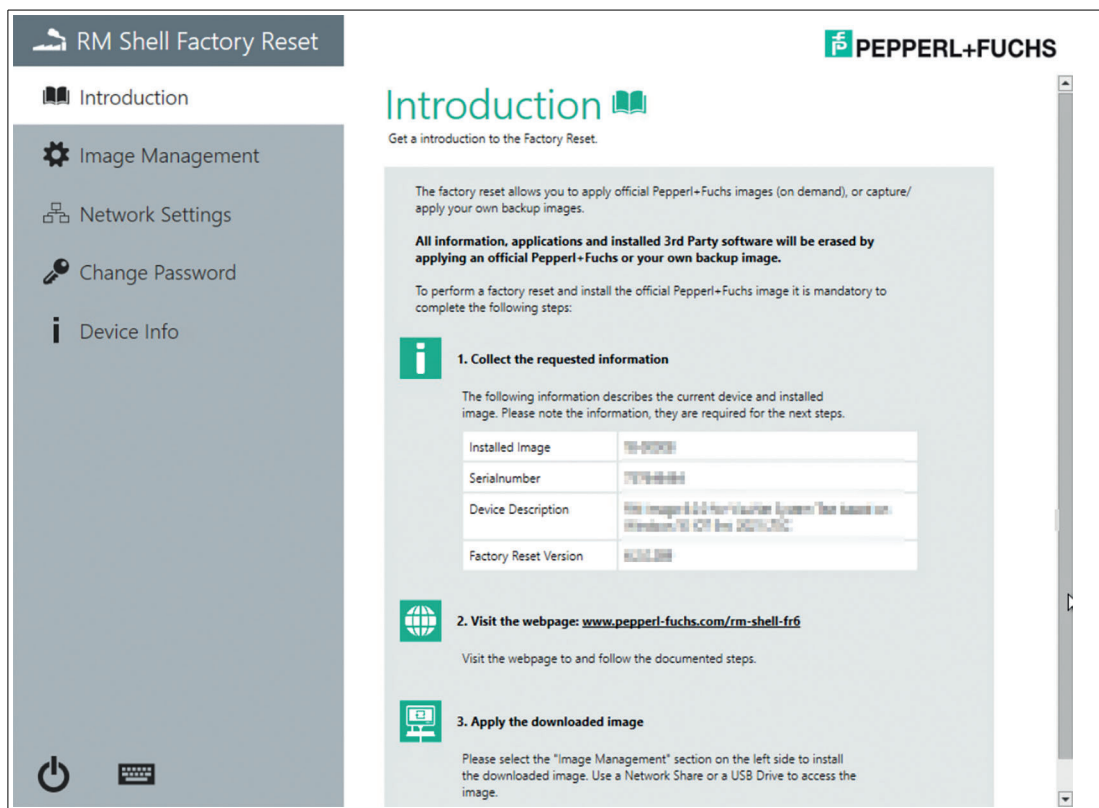 RM Shell Factory Reset
PEPPERL+FUCHS
Introduction
Image Management
Network Settings
Change Password
Device Info
Introduction
Get a introduction to the Factory Reset.
The factory reset allows you to apply official Pepperl+Fuchs images (on demand), or capture/
apply your own backup images.
All information, applications and installed 3rd Party software will be erased by
applying an official Pepperl+Fuchs or your own backup image.
To perform a factory reset and install the official Pepperl+Fuchs image it is mandatory to
complete the following steps:
1. Collect the requested information
The following information describes the current device and installed
image. Please note the information, they are required for the next steps.
Installed Image
Serialnumber
Device Description
Factory Reset Version
2. Visit the webpage: www.pepperl-fuchs.com/rm-shell-fr6
Visit the webpage to and follow the documented steps.
3. Apply the downloaded image
Please select the "Image Management" section on the left side to install
the downloaded image. Use a Network Share or a USB Drive to access the
image.